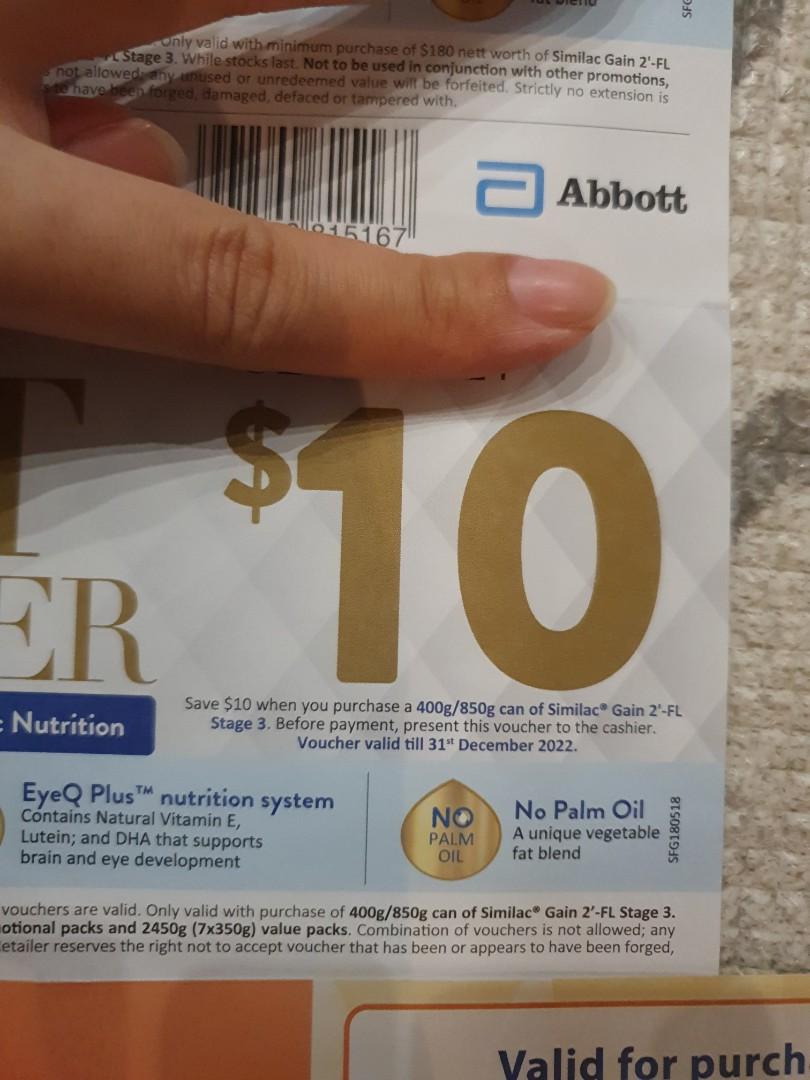 fat blend
Only valid with minimum purchase of $180 nett worth of Similac Gain 2'-FL
Stage 3. While stocks last. Not to be used in conjunction with other promotions,
not allowed; any unused or unredeemed value will be forfeited. Strictly no extension is
to have been forged, damaged, defaced or tampered with.
Abbott
815167
$10
ER
Save $10 when you purchase a 400g/850g can of Similac® Gain 2'-FL
Stage 3. Before payment, present this voucher to the cashier.
Voucher valid till 31st December 2022.
Nutrition
EyeQ Plus™ nutrition system
Contains Natural Vitamin E,
Lutein; and DHA that supports
brain and eye development
NO
PALM
OIL
No Palm Oil
A unique vegetable
fat blend
SFG180518
vouchers are valid. Only valid with purchase of 400g/850g can of Similac® Gain 2'-FL Stage 3.
otional packs and 2450g (7x350g) value packs. Combination of vouchers is not allowed; any
etailer reserves the right not to accept voucher that has been or appears to have been forged,
Valid for purch